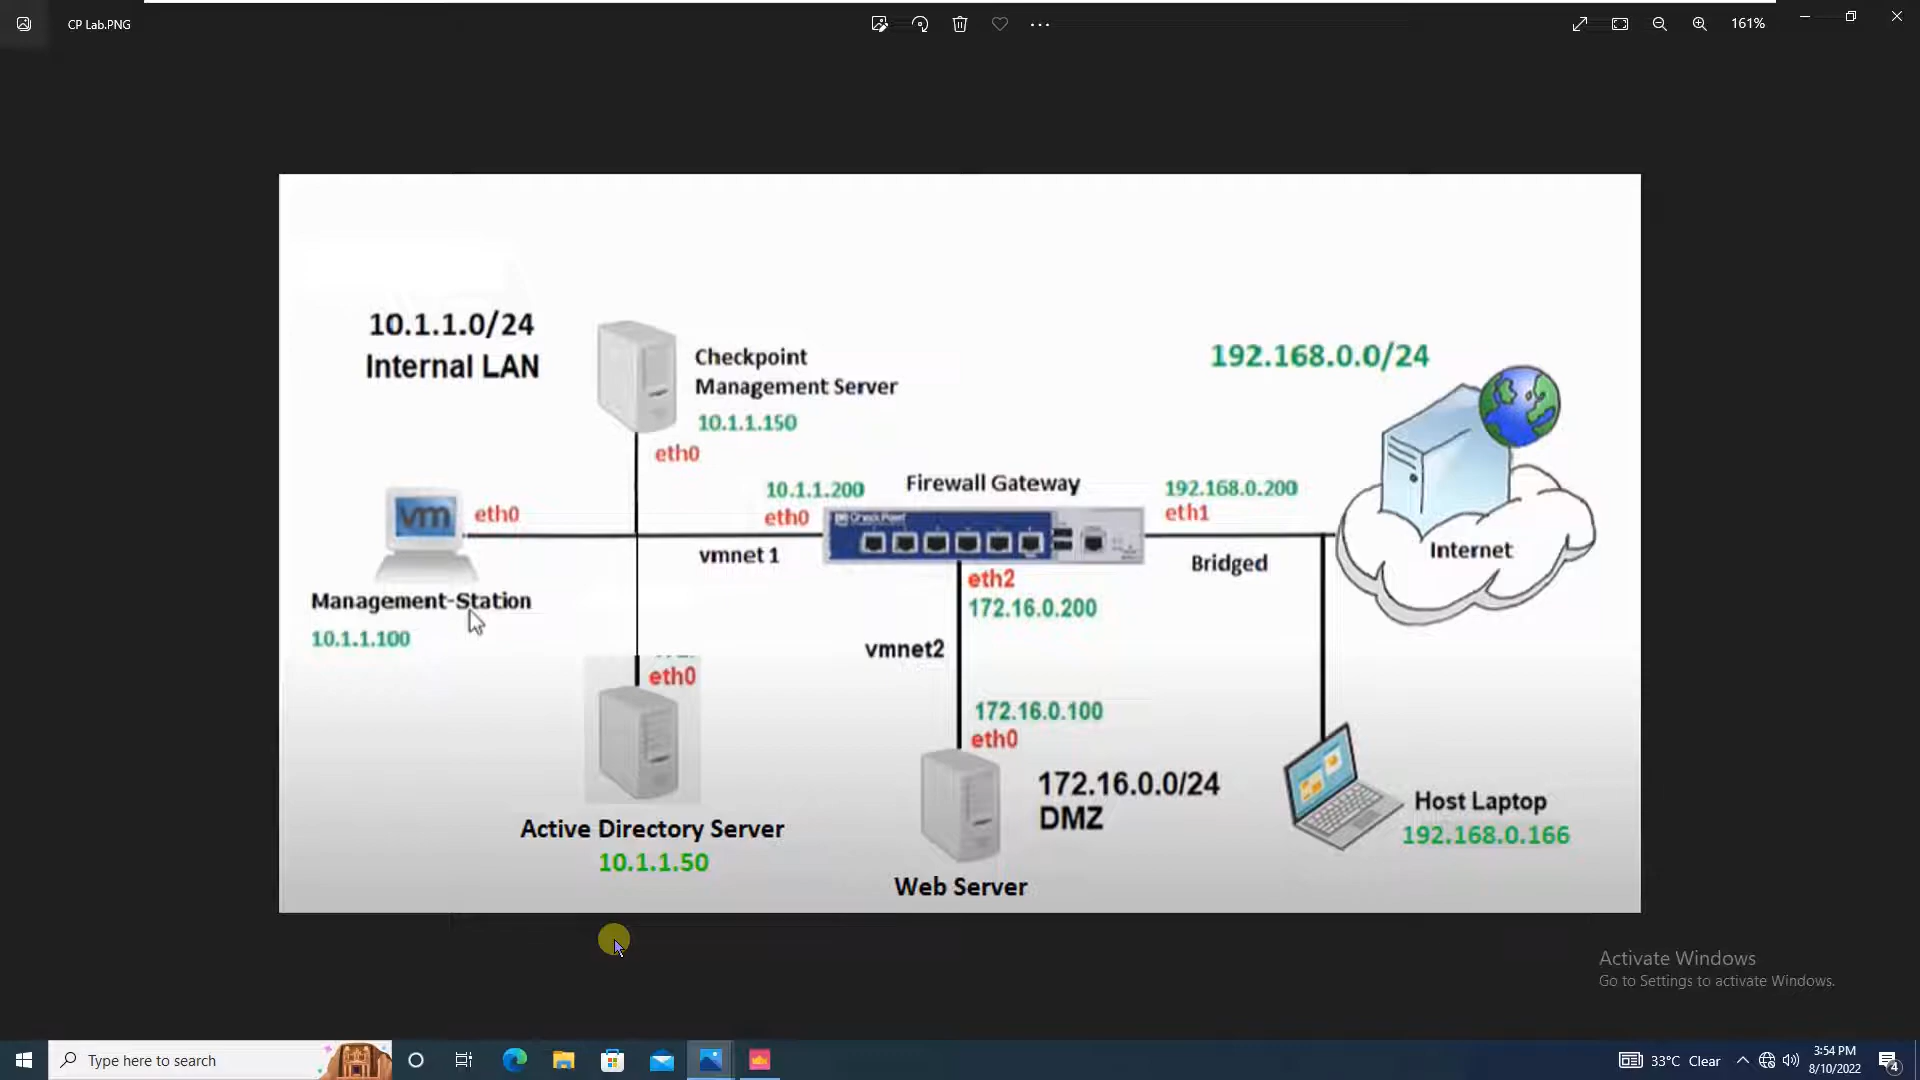 CP Lab.PNG
161%
10.1.1.0/24
Internal LAN
Checkpoint
Management Server
10.1.1.150
eth0
192.168.0.0/24
vm
eth0
10.1.1.200
eth0
Firewall Gateway
CheckPoint
192.168.0.200
eth1
vmnet 1
Bridged
Internet
Management-Station
10.1.1.100
eth2
172.16.0.200
vmnet2
eth0
172.16.0.100
eth0
172.16.0.0/24
DMZ
Host Laptop
192.168.0.166
Active Directory Server
10.1.1.50
Web Server
Activate Windows
Go to Settings to activate Windows.
Type here to search
33°C Clear
3:54 PM
8/10/2022
4